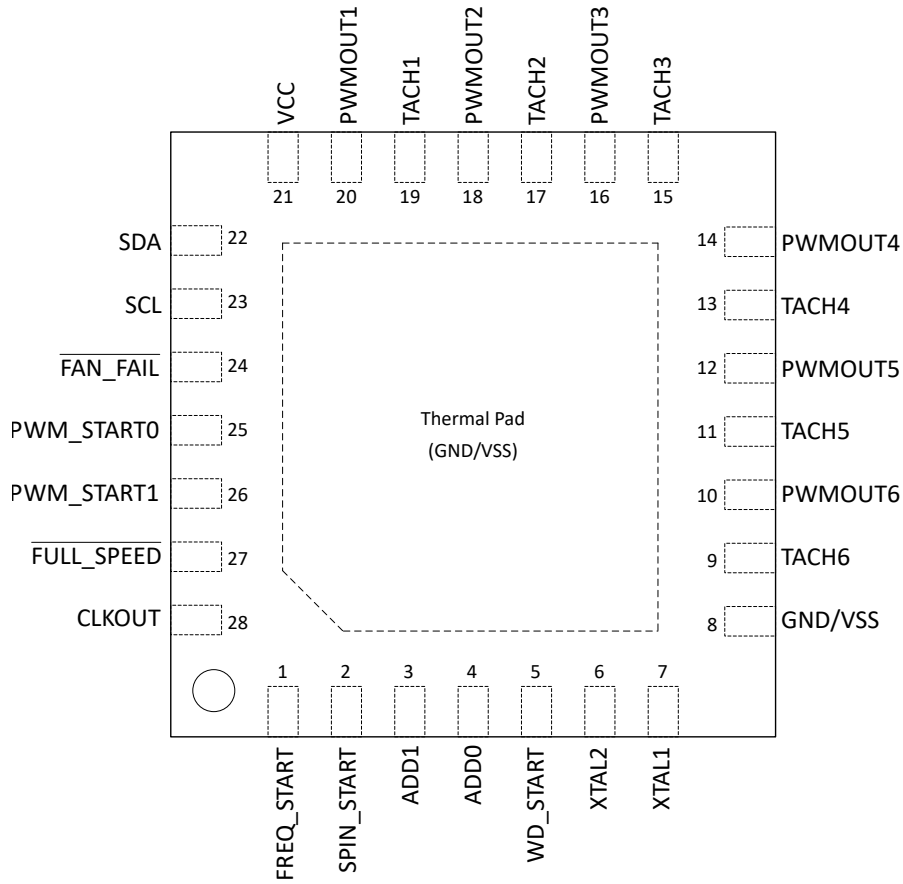 VCC
PWMOUT1
TACH1
PWMOUT2
TACH2
PWMOUT3
TACH3
21
20
19
18
17
16
15
SDA
22
SCL
23
FAN_FAIL
24
PWM_START0
25
PWM_START1
26
FULL_SPEED
27
CLKOUT
28
Thermal Pad
(GND/VSS)
14
PWMOUT4
13
TACH4
12
PWMOUT5
11
TACH5
10
PWMOUT6
9
TACH6
8
GND/VSS
1
2
3
4
5
6
7
FREQ_START
SPIN_START
ADD1
ADD0
WD_START
XTAL2
XTAL1